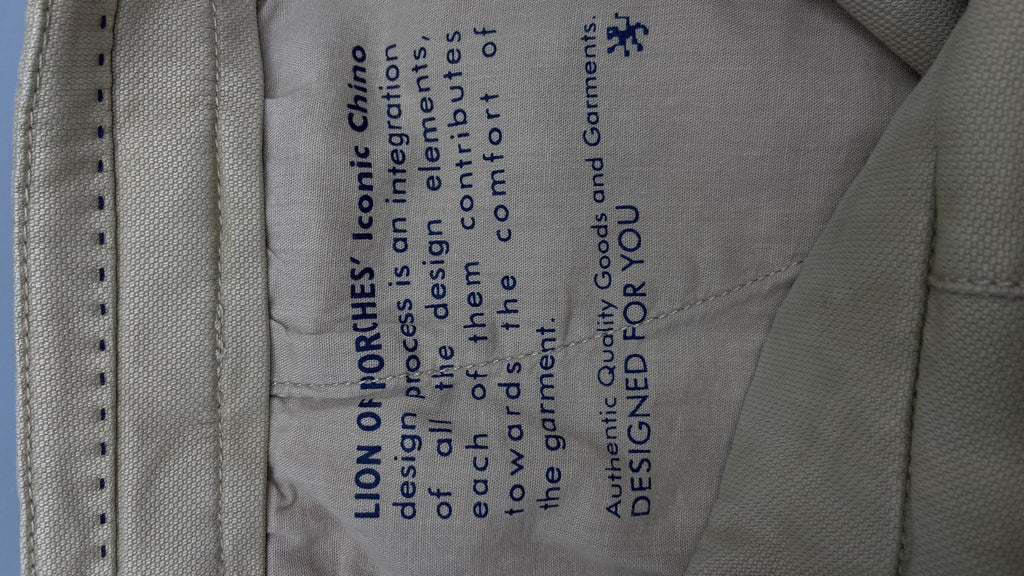 LION OF PORCHES' Iconic Chino
design process is an integration
of all the design elements,
each of them contributes
towards the comfort of
the garment.
Authentic Quality Goods and Garments.
DESIGNED FOR YOU